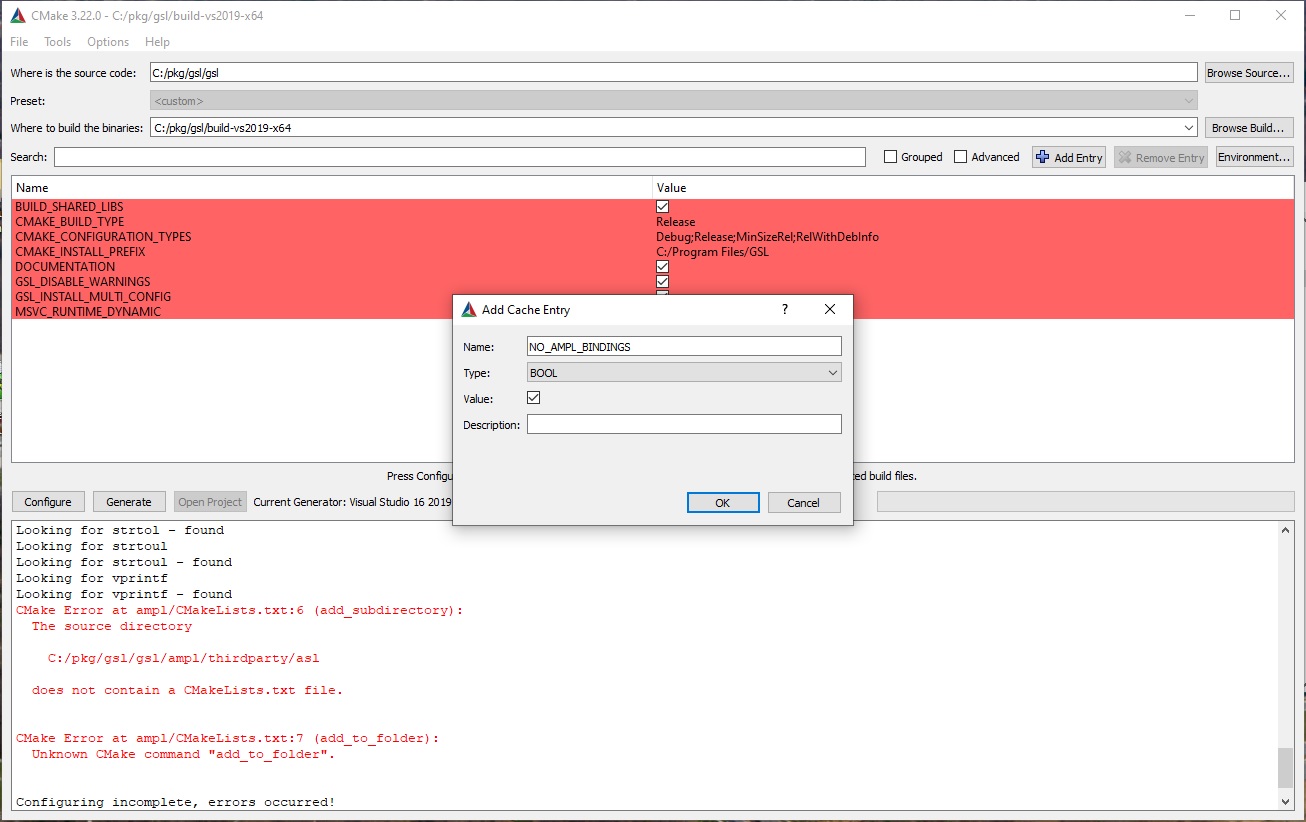 CMake 3.22.0 - C:/pkg/gsl/build-vs2019-x64
File Tools Options Help
Where is the source code: C:/pkg/gsl/gsl Browse Source...
Preset: <custom>
Where to build the binaries: C:/pkg/gsl/build-vs2019-x64 Browse Build...
Search: Grouped Advanced Add Entry Remove Entry Environment...
Name Value
BUILD_SHARED_LIBS
CMAKE_BUILD_TYPE Release
CMAKE_CONFIGURATION_TYPES Debug;Release;MinSizeRel;RelWithDebInfo
CMAKE_INSTALL_PREFIX C:/Program Files/GSL
DOCUMENTATION
GSL_DISABLE_WARNINGS
GSL_INSTALL_MULTI_CONFIG
MSVC_RUNTIME_DYNAMIC
Add Cache Entry ?
Name: NO_AMPL_BINDINGS
Type: BOOL
Value:
Description:
OK Cancel
Press Configu
ed build files.
Configure Generate Open Project Current Generator: Visual Studio 16 2019
Looking for strtol - found
Looking for strtoul
Looking for strtoul - found
Looking for vprintf
Looking for vprintf - found
CMake Error at ampl/CMakeLists.txt:6 (add_subdirectory):
The source directory
C:/pkg/gsl/gsl/ampl/thirdparty/asl
does not contain a CMakeLists.txt file.
CMake Error at ampl/CMakeLists.txt:7 (add_to_folder):
Unknown CMake command "add_to_folder".
Configuring incomplete, errors occurred!